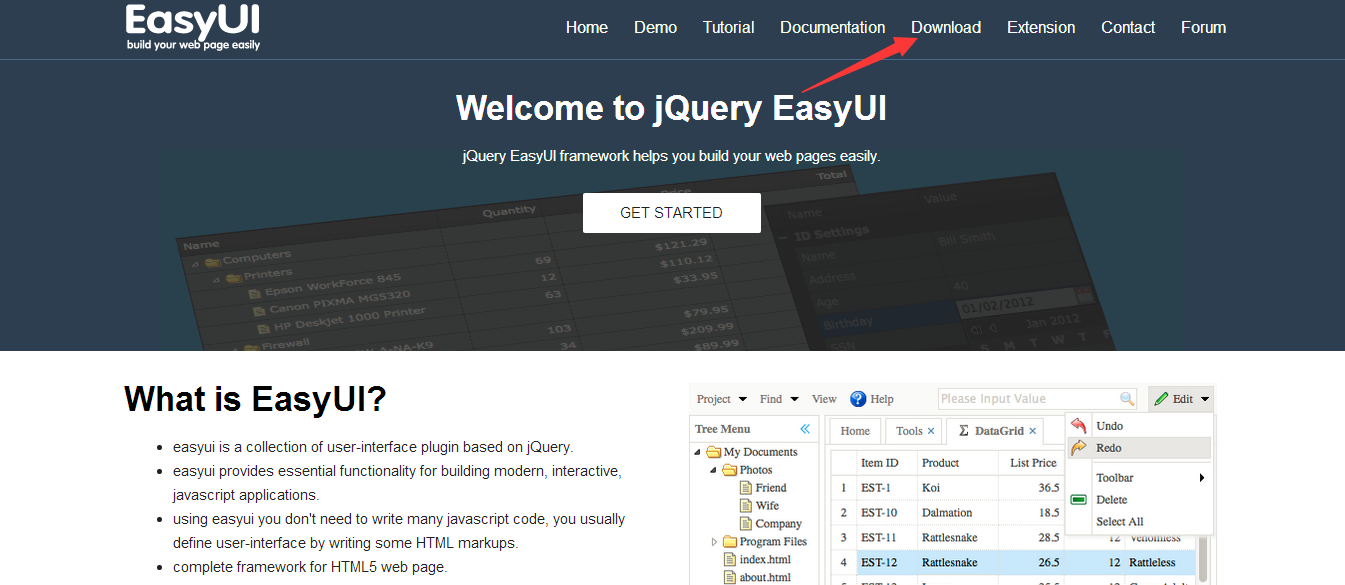 EasyUI
build your web page easily
Home Demo Tutorial Documentation Download Extension Contact Forum
Welcome to jQuery EasyUI
jQuery EasyUI framework helps you build your web pages easily.
GET STARTED
Name Quantity Price Total
Computers
Printers
Epson WorkForce 845 69 $121.29
Canon PIXMA MG5320 12 $110.12
HP Deskjet 1000 Printer 63 $33.95
Firewall
103 $79.95
34 $209.99
$89.99
Name Value
ID Settings
Name Bill Smith
Address
Age 40
Birthday 01/02/2012
SSN
Jan 2012
S M T W T F
What is EasyUI?
easyui is a collection of user-interface plugin based on jQuery.
easyui provides essential functionality for building modern, interactive,
javascript applications.
using easyui you don't need to write many javascript code, you usually
define user-interface by writing some HTML markups.
complete framework for HTML5 web page.
Project Find View Help Please Input Value Edit
Tree Menu
My Documents
Photos
Friend
Wife
Company
Program Files
index.html
about.html
Home Tools DataGrid
Item ID Product List Price
1 EST-1 Koi 36.5
2 EST-10 Dalmation 18.5
3 EST-11 Rattlesnake 28.5 12 Venomless
4 EST-12 Rattlesnake 26.5 12 Rattleless
Undo
Redo
Toolbar
Delete
Select All